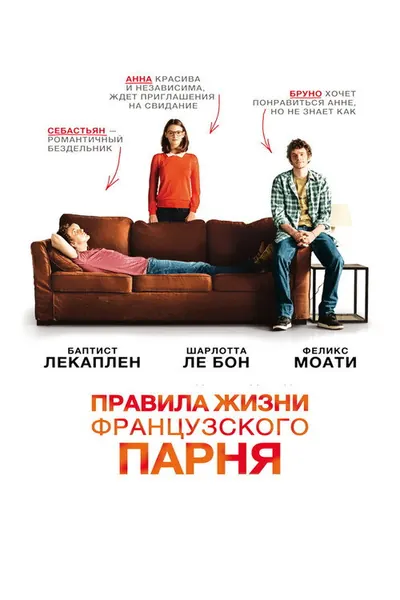 АННА КРАСИВА
И НЕЗАВИСИМА,
ЖДЕТ ПРИГЛАШЕНИЯ
НА СВИДАНИЕ
БРУНО ХОЧЕТ
ПОНРАВИТЬСЯ АННЕ,
НО НЕ ЗНАЕТ КАК
СЕБАСТЬЯН —
РОМАНТИЧНЫЙ
БЕЗДЕЛЬНИК
БАПТИСТ
ЛЕКАПЛЕН
ШАРЛОТТА
ЛЕ БОН
ФЕЛИКС
МОАТИ
ПРАВИЛА ЖИЗНИ
ФРАНЦУЗСКОГО
ПАРНЯ